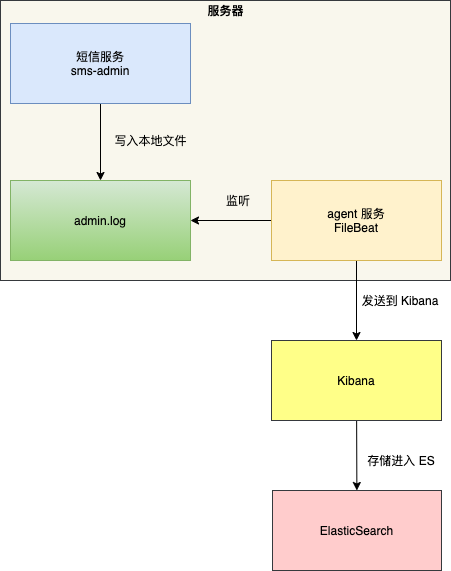 服务器
短信服务
sms-admin
写入本地文件
admin.log
监听
agent 服务
FileBeat
发送到 Kibana
Kibana
存储进入 ES
ElasticSearch